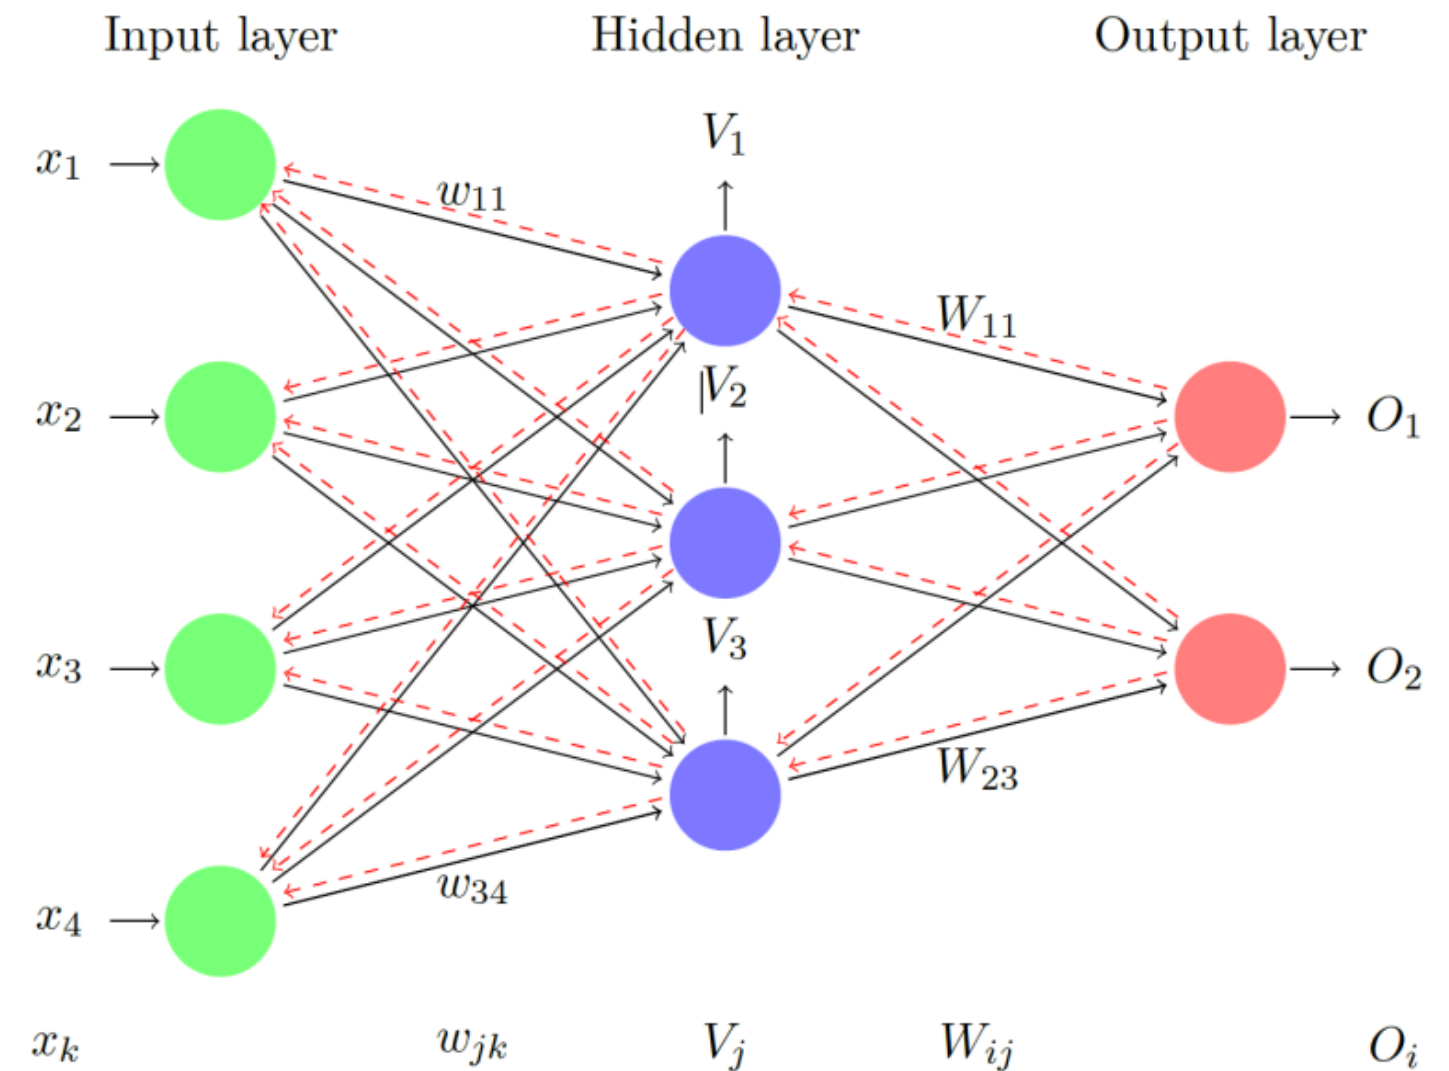 Input layer Hidden layer Output layer
V₁
x₁
w₁₁
W₁₁
|V₂
x₂ O₁
V₃
x₃ O₂
W₂₃
w₃₄
x₄
xₖ wⱼₖ Vⱼ Wᵢⱼ Oᵢ